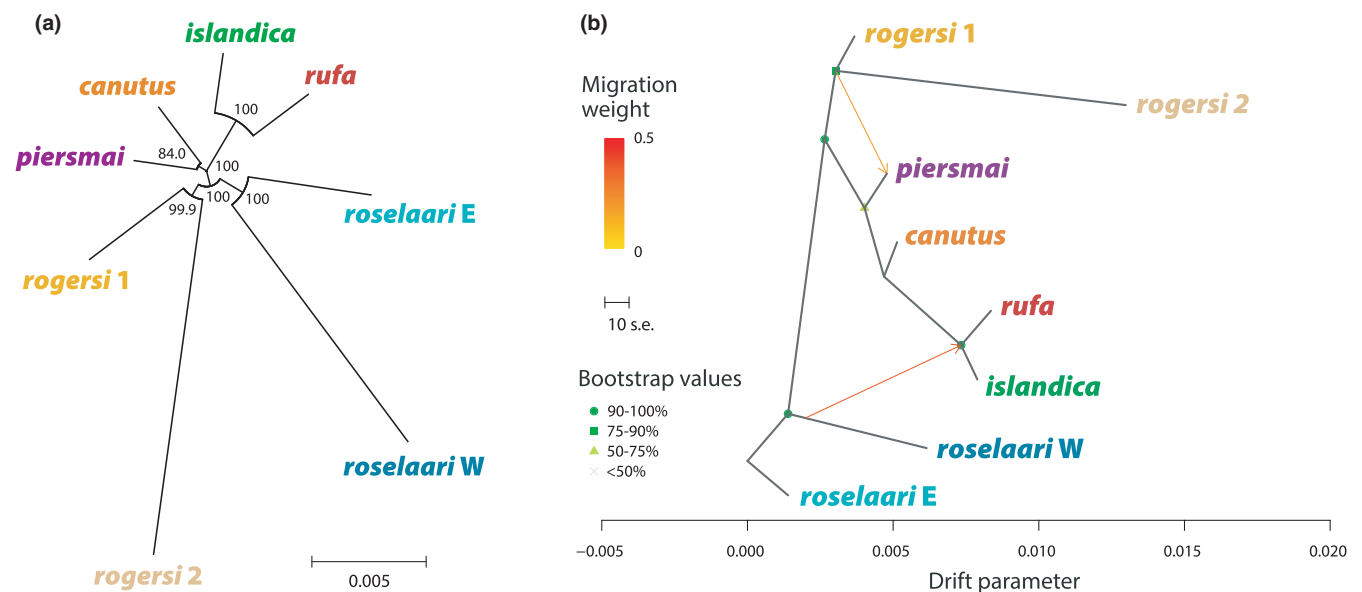 (a)
islandica
rufa
canutus
100
84.0
piersmai
100
100
100
99.9
roselaari E
rogersi 1
roselaari W
rogersi 2
0.005
(b)
rogersi 1
Migration
weight
0.5
0
rogersi 2
piersmai
canutus
10 s.e.
rufa
Bootstrap values
90-100%
75-90%
50-75%
<50%
islandica
roselaari W
roselaari E
−0.005
0.000
0.005
0.010
0.015
0.020
Drift parameter